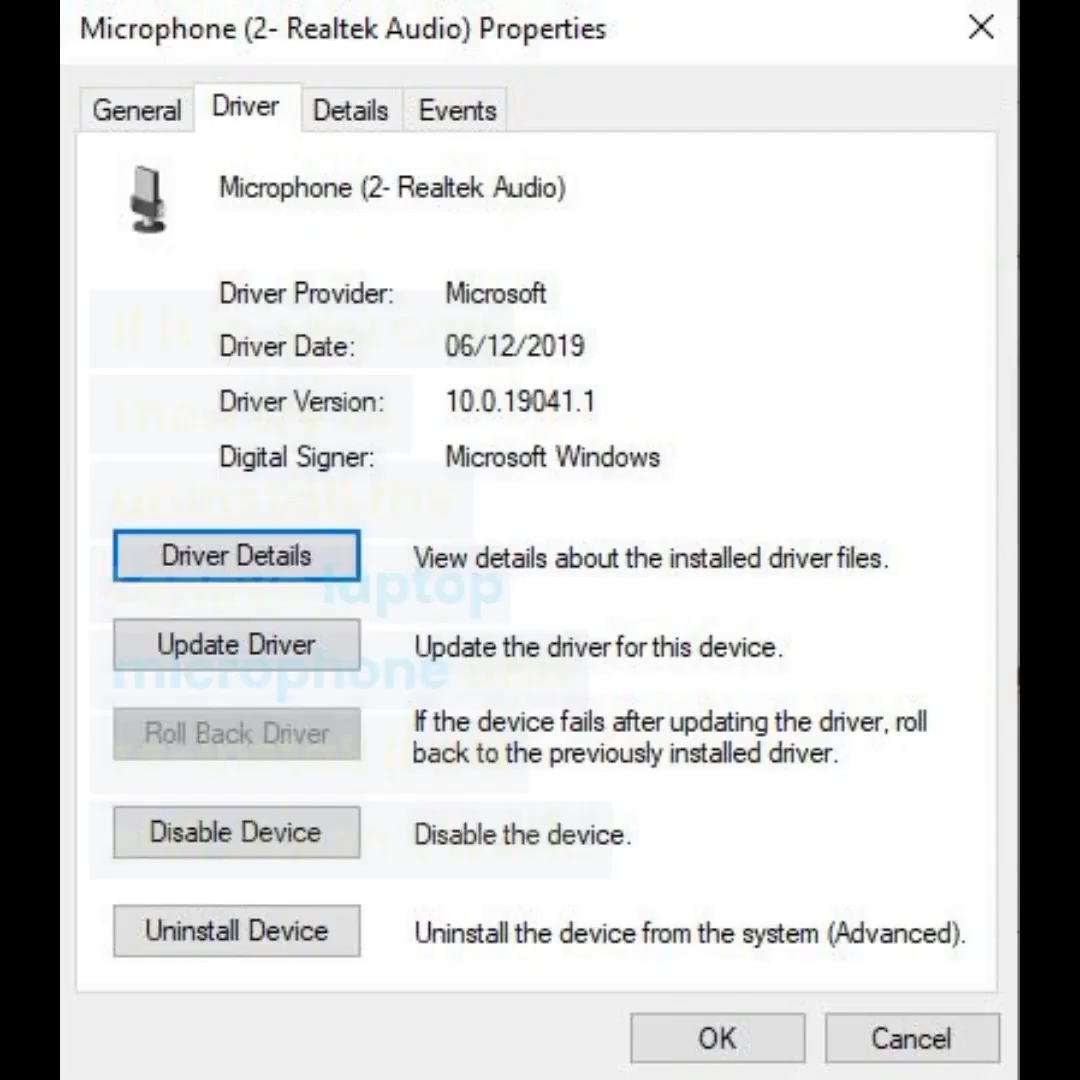 Microphone (2- Realtek Audio) Properties
General Driver Details Events
Microphone (2- Realtek Audio)
Driver Provider: Microsoft
Driver Date: 06/12/2019
Driver Version: 10.0.19041.1
Digital Signer: Microsoft Windows
uninstall the
Driver Details View details about the installed driver files.
laptop
Update Driver Update the driver for this device.
microphone
Roll Back Driver If the device fails after updating the driver, roll
back to the previously installed driver.
Disable Device Disable the device.
Uninstall Device Uninstall the device from the system (Advanced).
OK Cancel